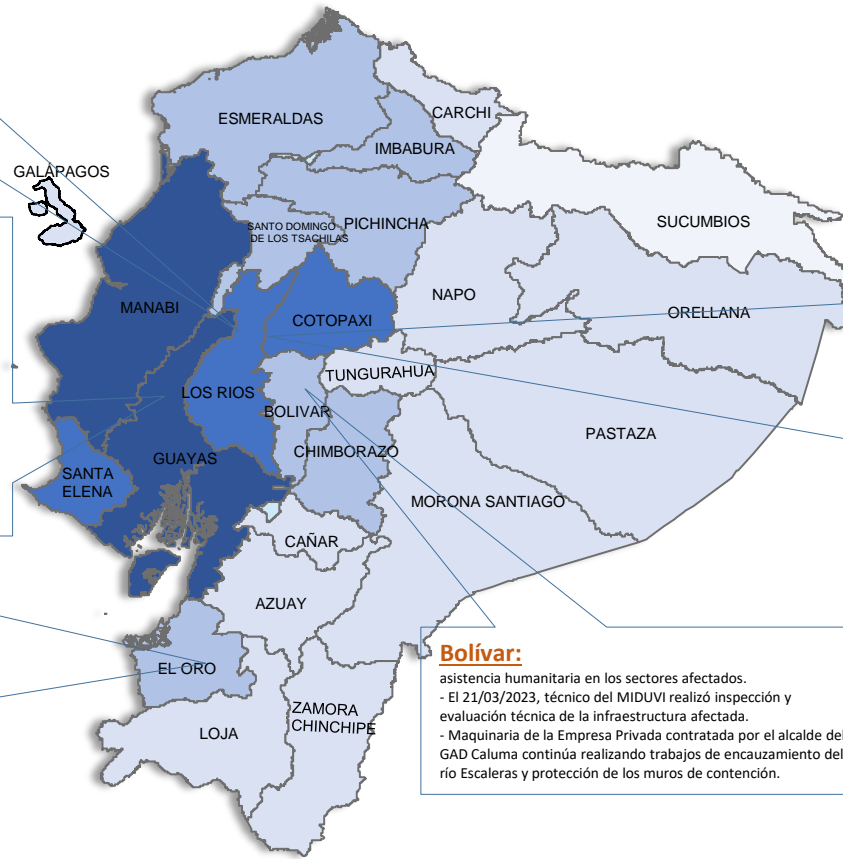 ESMERALDAS
CARCHI
IMBABURA
GALÁPAGOS
SUCUMBIOS
SANTO DOMINGO
DE LOS TSACHILAS
PICHINCHA
NAPO
MANABI
COTOPAXI
ORELLANA
TUNGURAHUA
LOS RIOS
BOLIVAR
PASTAZA
CHIMBORAZO
GUAYAS
SANTA
ELENA
MORONA SANTIAGO
CAÑAR
AZUAY
EL ORO
ZAMORA
CHINCHIPE
LOJA
Bolívar:
asistencia humanitaria en los sectores afectados.
- El 21/03/2023, técnico del MIDUVI realizó inspección y
evaluación técnica de la infraestructura afectada.
- Maquinaria de la Empresa Privada contratada por el alcalde del
GAD Caluma continúa realizando trabajos de encauzamiento del
río Escaleras y protección de los muros de contención.